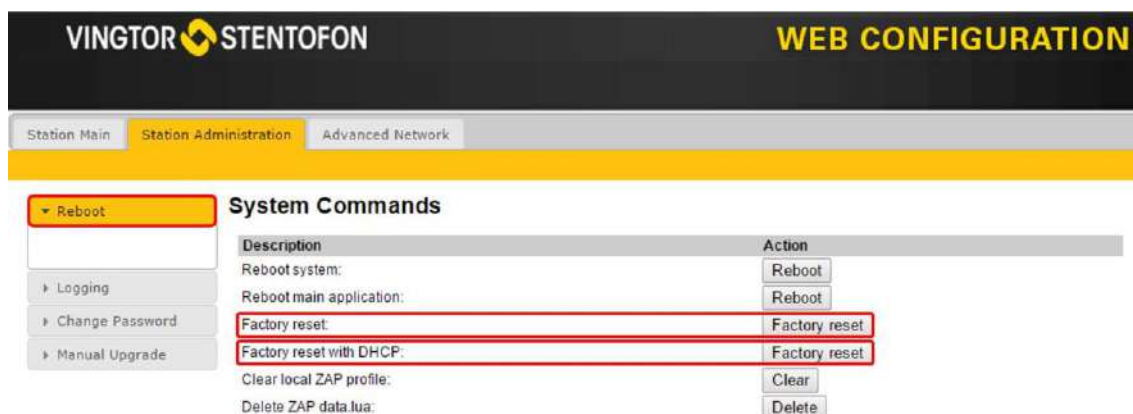 VINGTOR STENTOFON
WEB CONFIGURATION
Station Main Station Administration Advanced Network
Reboot
Logging
Change Password
Manual Upgrade
System Commands
Description Action
Reboot system: Reboot
Reboot main application: Reboot
Factory reset: Factory reset
Factory reset with DHCP: Factory reset
Clear local ZAP profile: Clear
Delete ZAP data.lua: Delete